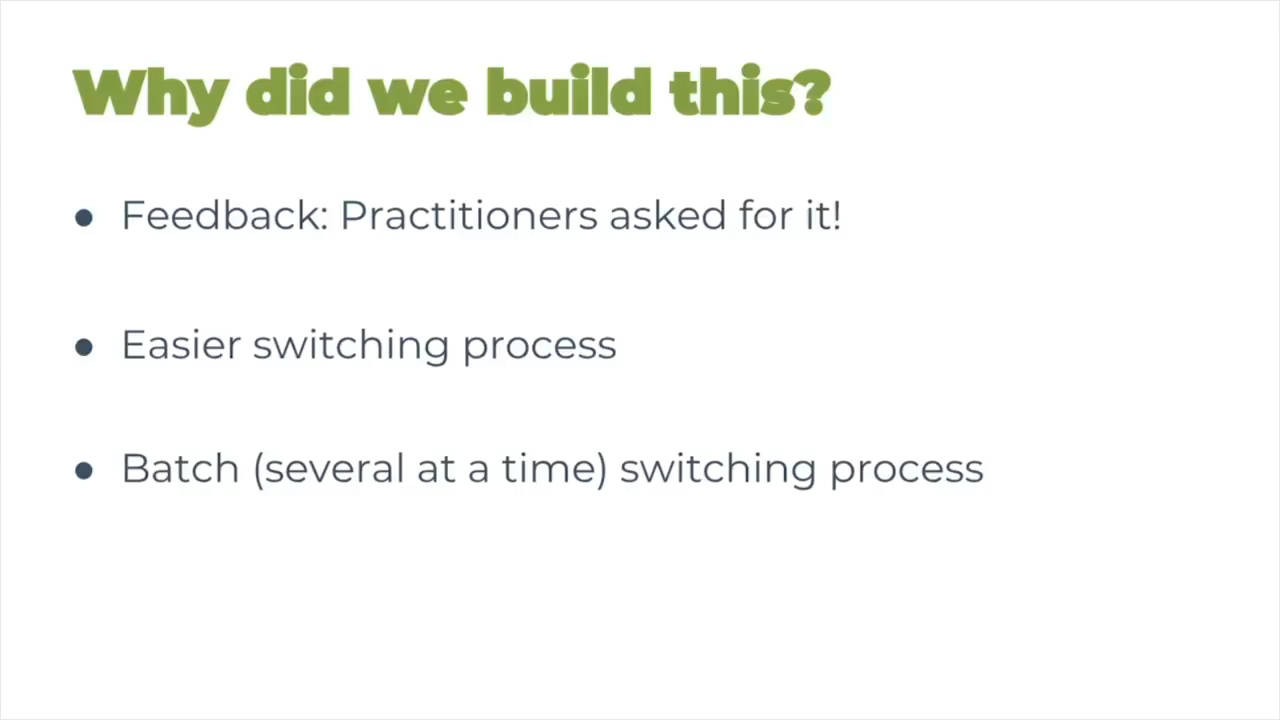 Why did we build this?
● Feedback: Practitioners asked for it!
● Easier switching process
● Batch (several at a time) switching process